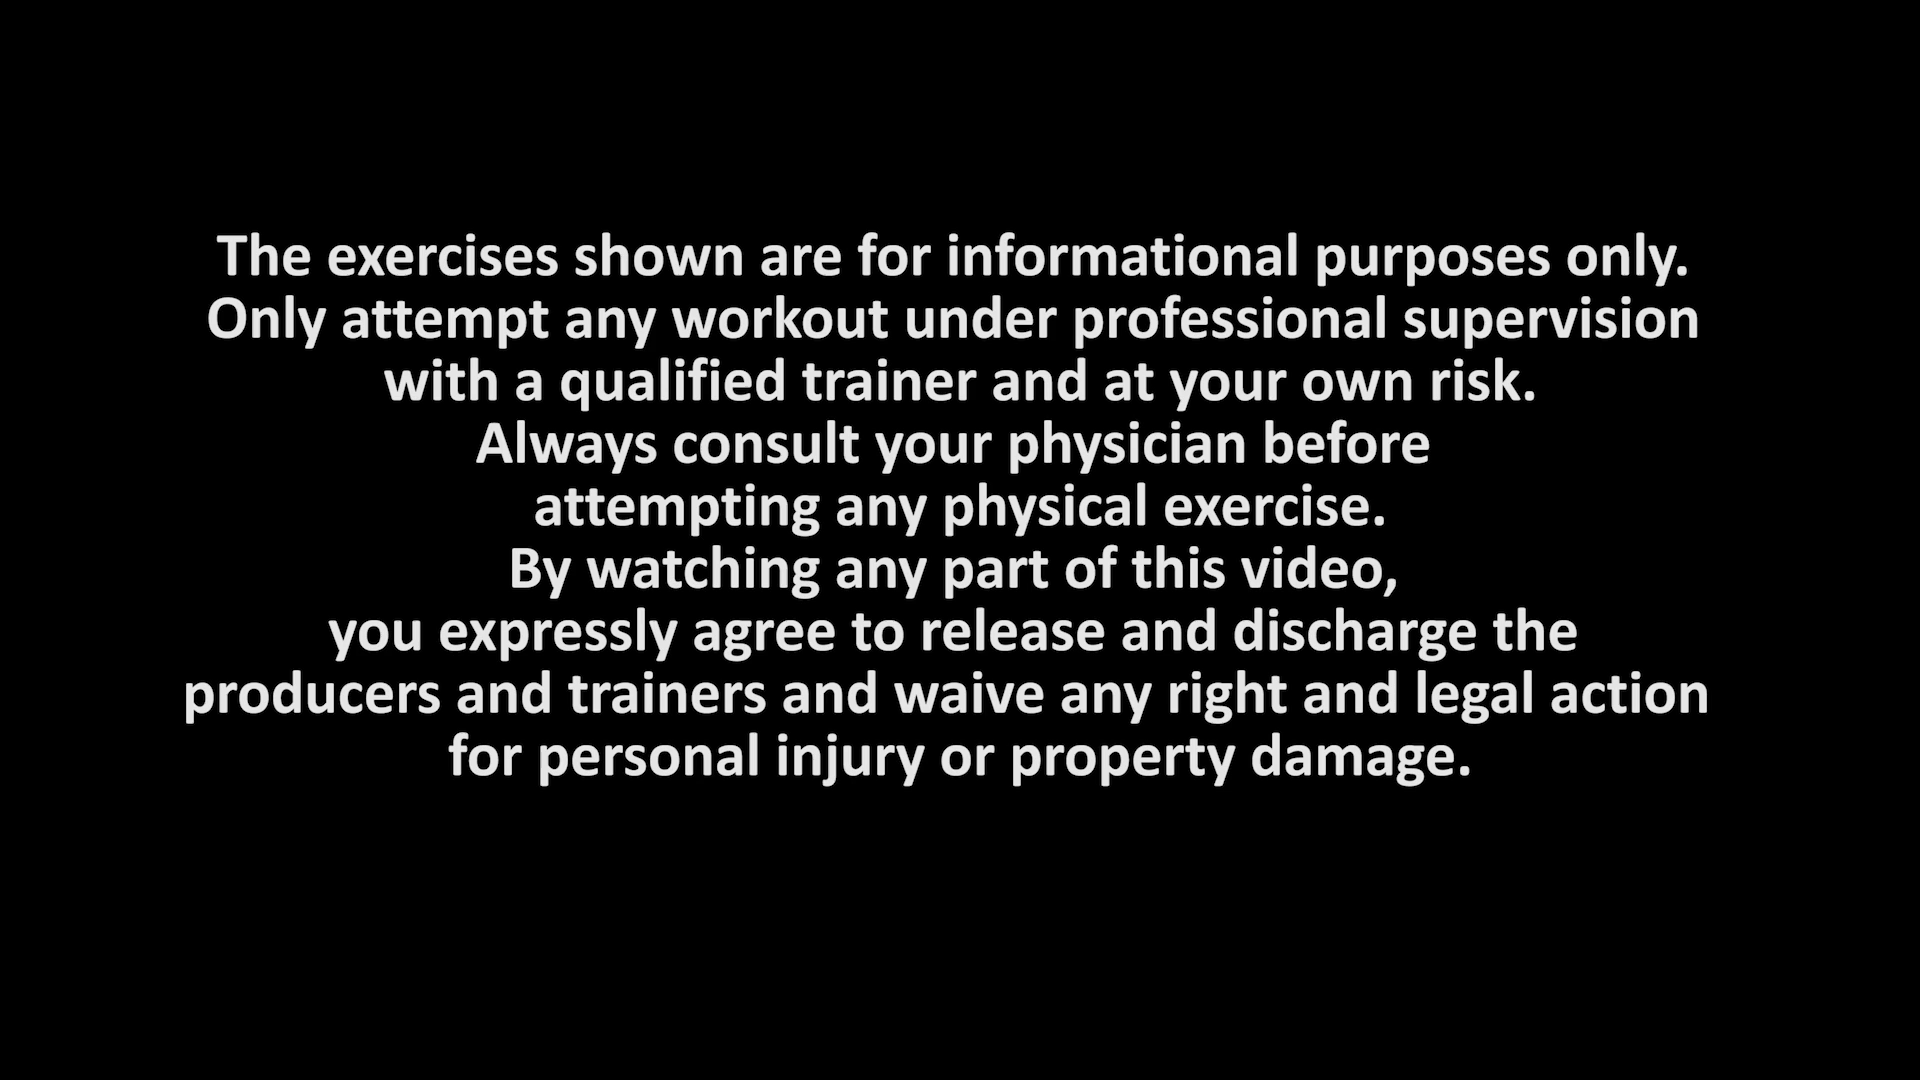 The exercises shown are for informational purposes only.
Only attempt any workout under professional supervision
with a qualified trainer and at your own risk.
Always consult your physician before
attempting any physical exercise.
By watching any part of this video,
you expressly agree to release and discharge the
producers and trainers and waive any right and legal action
for personal injury or property damage.